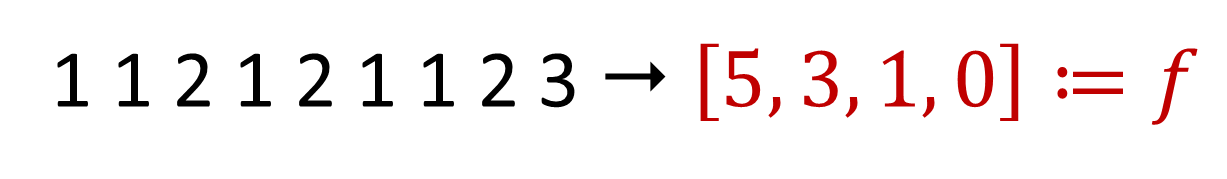 1 1 2 1 2 1 1 2 3 → [5, 3, 1, 0] := f